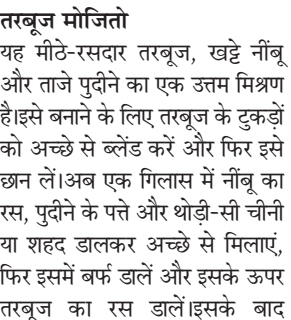 तरबूज मोजितो
यह मीठे-रसदार तरबूज, खट्टे नींबू
और ताजे पुदीने का एक उत्तम मिश्रण
है।इसे बनाने के लिए तरबूज के टुकड़ों
को अच्छे से ब्लेंड करें और फिर इसे
छान लें।अब एक गिलास में नींबू का
रस, पुदीने के पत्ते और थोड़ी-सी चीनी
या शहद डालकर अच्छे से मिलाएं,
फिर इसमें बर्फ डालें और इसके ऊपर
तरबूज का रस डालें।इसके बाद